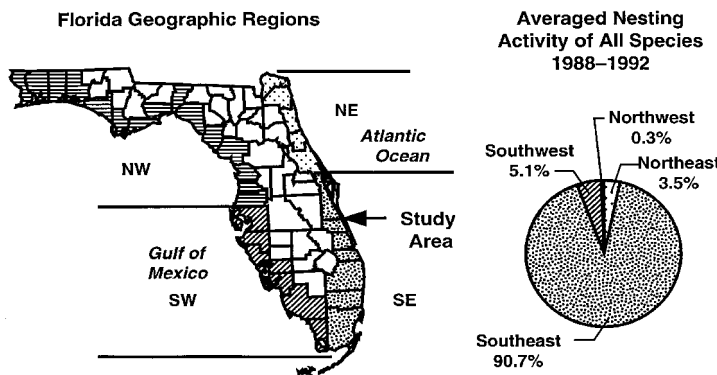 Florida Geographic Regions
NE
Atlantic
Ocean
NW
Study
Area
Gulf of
Mexico
SW
SE
Averaged Nesting
Activity of All Species
1988–1992
Northwest
0.3%
Southwest
5.1%
Northeast
3.5%
Southeast
90.7%